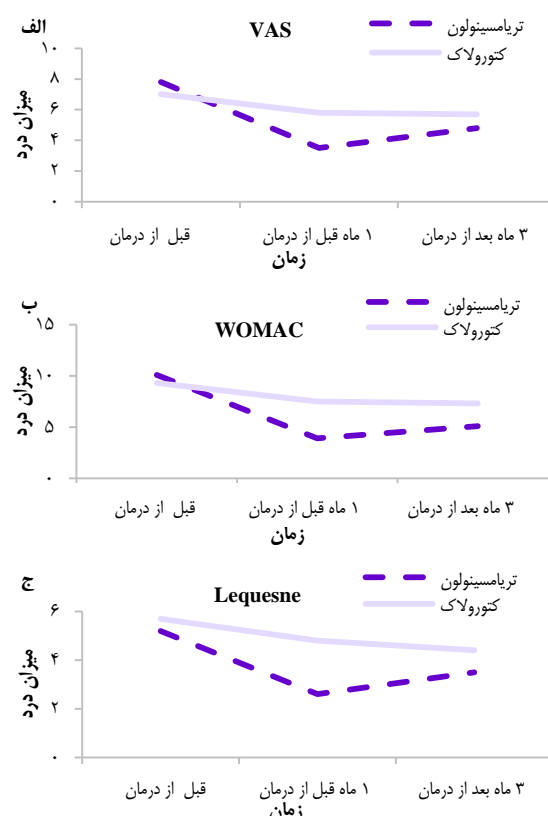 الف
VAS
تریامسینولون
کتورولاک
میزان درد
۱۰
۸
۶
۴
۲
۰
قبل از درمان
۱ ماه قبل از درمان
۳ ماه بعد از درمان
زمان
ب
WOMAC
تریامسینولون
کتورولاک
میزان درد
۱۵
۱۰
۵
۰
قبل از درمان
۱ ماه قبل از درمان
۳ ماه بعد از درمان
زمان
ج
Lequesne
تریامسینولون
کتورولاک
میزان درد
۶
۴
۲
۰
قبل از درمان
۱ ماه قبل از درمان
۳ ماه بعد از درمان
زمان